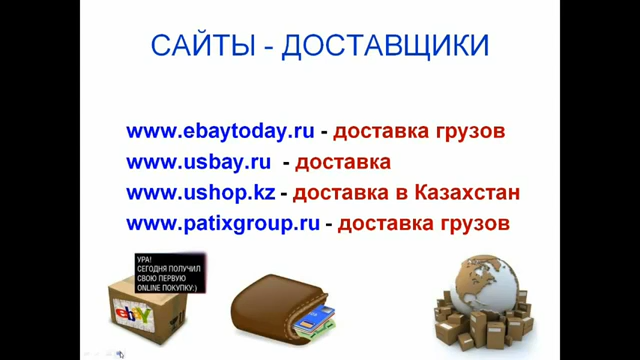 САЙТЫ - ДОСТАВЩИКИ
www.ebaytoday.ru - доставка грузов
www.usbay.ru - доставка
www.ushop.kz - доставка в Казахстан
www.patixgroup.ru - доставка грузов
УРА!
СЕГОДНЯ ПОЛУЧИЛ
СВОЮ ПЕРВУЮ
ONLINE ПОКУПКУ:)
ebay